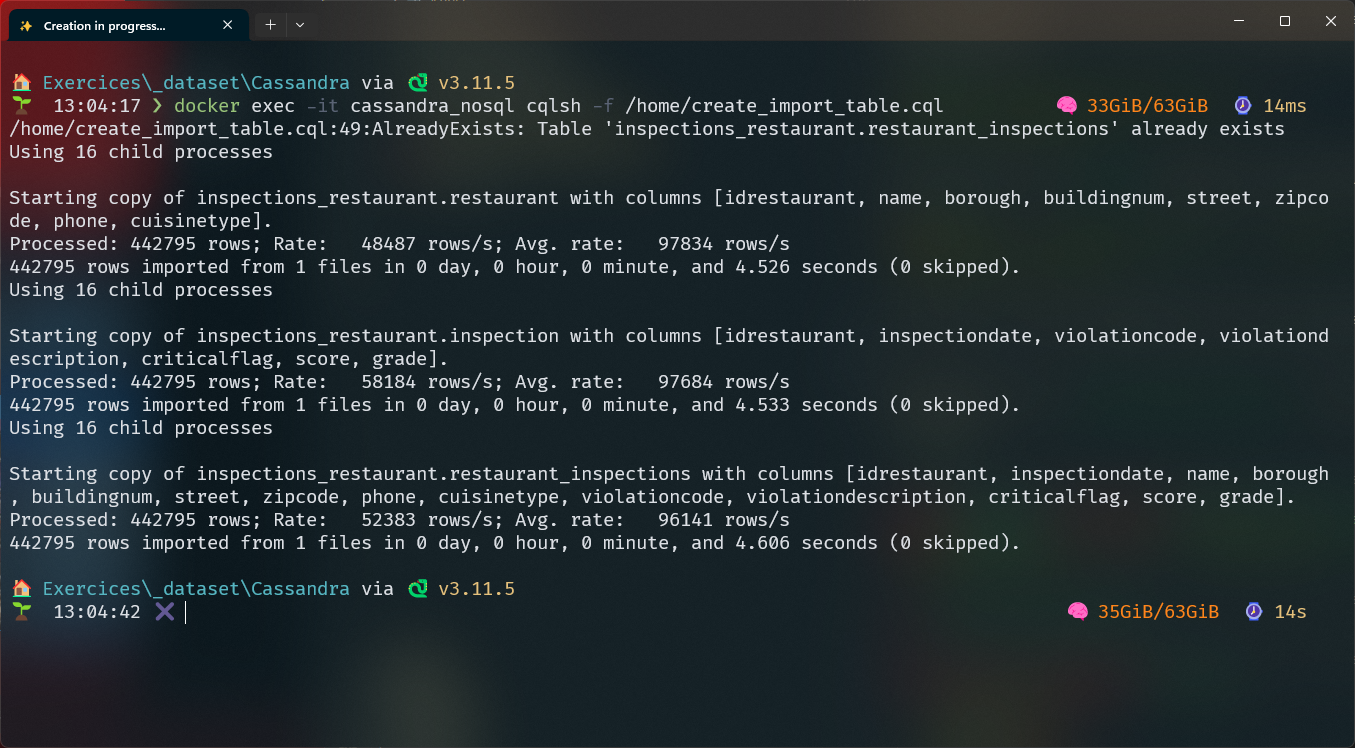 Creation in progress...
Exercices\_dataset\Cassandra via v3.11.5
13:04:17 ❯ docker exec -it cassandra_nosql cqlsh -f /home/create_import_table.cql 33GiB/63GiB 14ms
/home/create_import_table.cql:49:AlreadyExists: Table 'inspections_restaurant.restaurant_inspections' already exists
Using 16 child processes
Starting copy of inspections_restaurant.restaurant with columns [idrestaurant, name, borough, buildingnum, street, zipco
de, phone, cuisinetype].
Processed: 442795 rows; Rate:   48487 rows/s; Avg. rate:   97834 rows/s
442795 rows imported from 1 files in 0 day, 0 hour, 0 minute, and 4.526 seconds (0 skipped).
Using 16 child processes
Starting copy of inspections_restaurant.inspection with columns [idrestaurant, inspectiondate, violationcode, violationd
escription, criticalflag, score, grade].
Processed: 442795 rows; Rate:   58184 rows/s; Avg. rate:   97684 rows/s
442795 rows imported from 1 files in 0 day, 0 hour, 0 minute, and 4.533 seconds (0 skipped).
Using 16 child processes
Starting copy of inspections_restaurant.restaurant_inspections with columns [idrestaurant, inspectiondate, name, borough
, buildingnum, street, zipcode, phone, cuisinetype, violationcode, violationdescription, criticalflag, score, grade].
Processed: 442795 rows; Rate:   52383 rows/s; Avg. rate:   96141 rows/s
442795 rows imported from 1 files in 0 day, 0 hour, 0 minute, and 4.606 seconds (0 skipped).
Exercices\_dataset\Cassandra via v3.11.5
13:04:42 35GiB/63GiB 14s